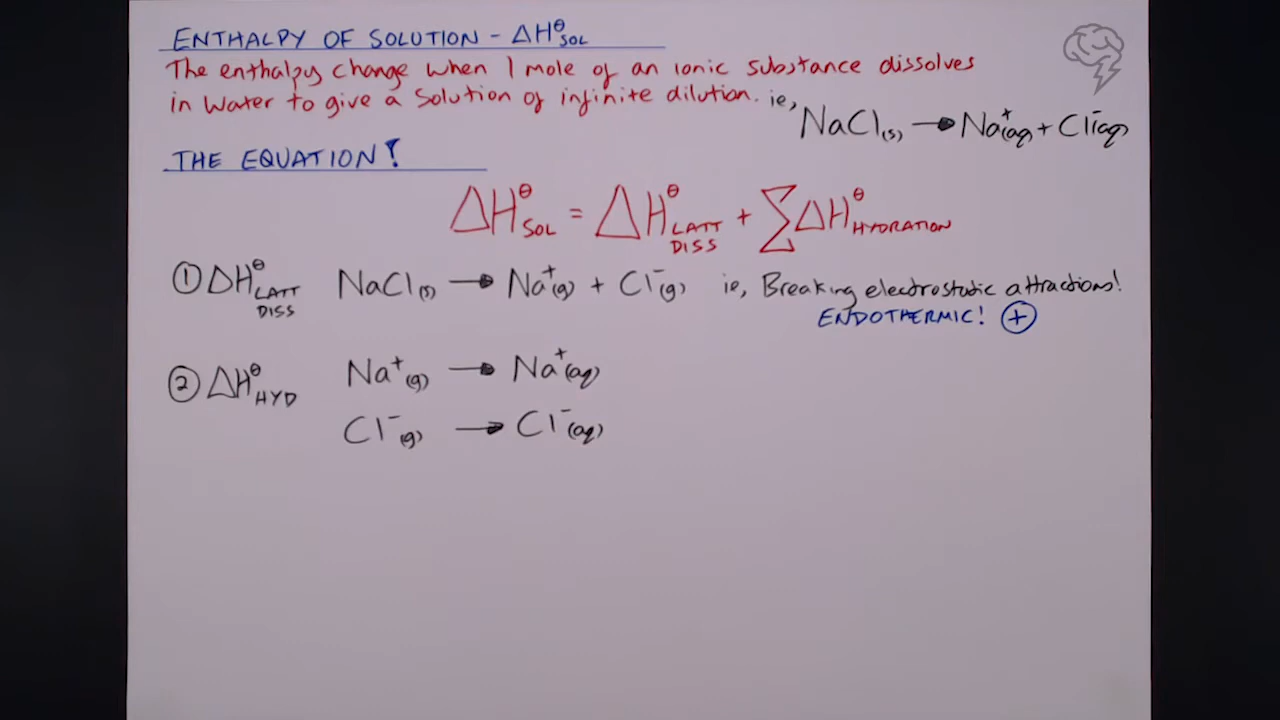 ENTHALPY OF SOLUTION - ΔH⦵SOL
The enthalpy change when 1 mole of an ionic substance dissolves
in water to give a solution of infinite dilution. ie,
NaCl(s) → Na+(aq) + Cl-(aq)
THE EQUATION!
ΔH⦵SOL = ΔH⦵LATT DISS + ΣΔH⦵HYDRATION
① ΔH⦵LATT DISS NaCl(s) → Na+(g) + Cl-(g) ie, Breaking electrostatic attractions!
ENDOTHERMIC! ⊕
② ΔH⦵HYD Na+(g) → Na+(aq)
Cl-(g) → Cl-(aq)